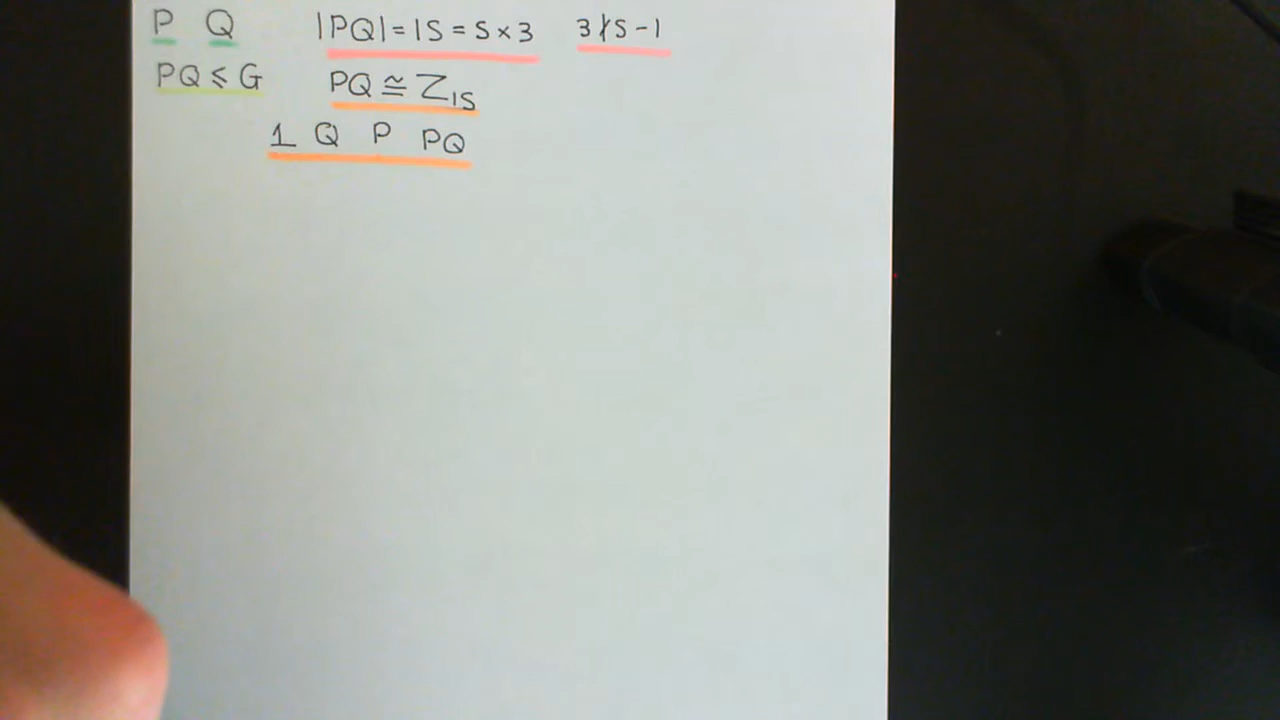 P Q |PQ| = 15 = 5 × 3 3 ∤ 5 - 1
PQ ≤ G PQ ≅ Z₁₅
1 Q P PQ